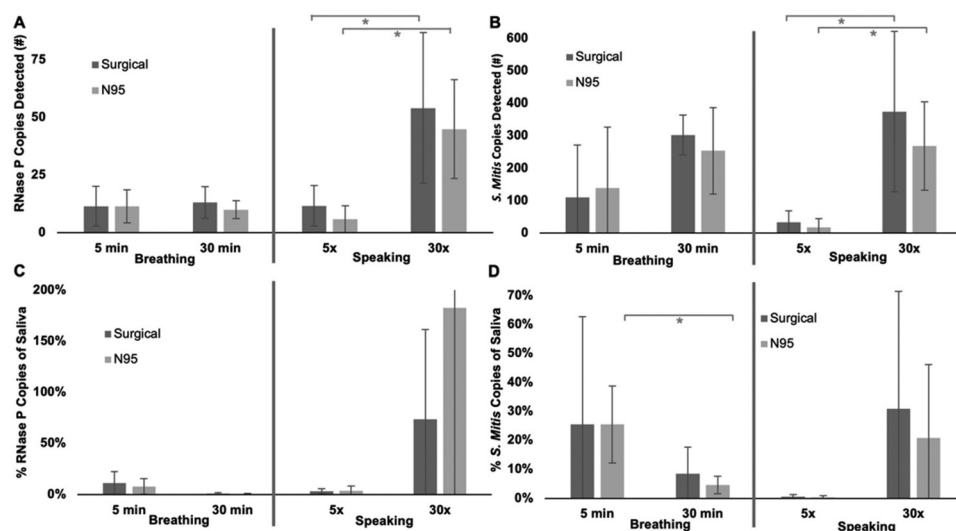 A
RNase P Copies Detected (#)
75
50
25
0
Surgical
N95
* *
5 min 30 min 5x 30x
Breathing Speaking
B
S. Mitis Copies Detected (#)
600
500
400
300
200
100
0
Surgical
N95
* *
5 min 30 min 5x 30x
Breathing Speaking
C
% RNase P Copies of Saliva
200%
150%
100%
50%
0%
Surgical
N95
5 min 30 min 5x 30x
Breathing Speaking
D
% S. Mitis Copies of Saliva
70%
60%
50%
40%
30%
20%
10%
0%
*
Surgical
N95
5 min 30 min 5x 30x
Breathing Speaking